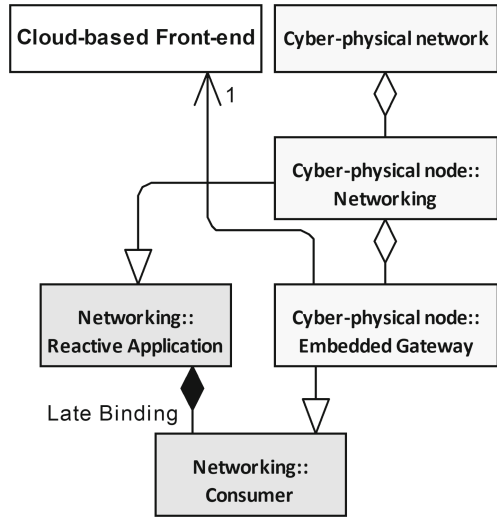 Cloud-based Front-end
Cyber-physical network
1
Cyber-physical node::
Networking
Networking::
Reactive Application
Cyber-physical node::
Embedded Gateway
Late Binding
Networking::
Consumer